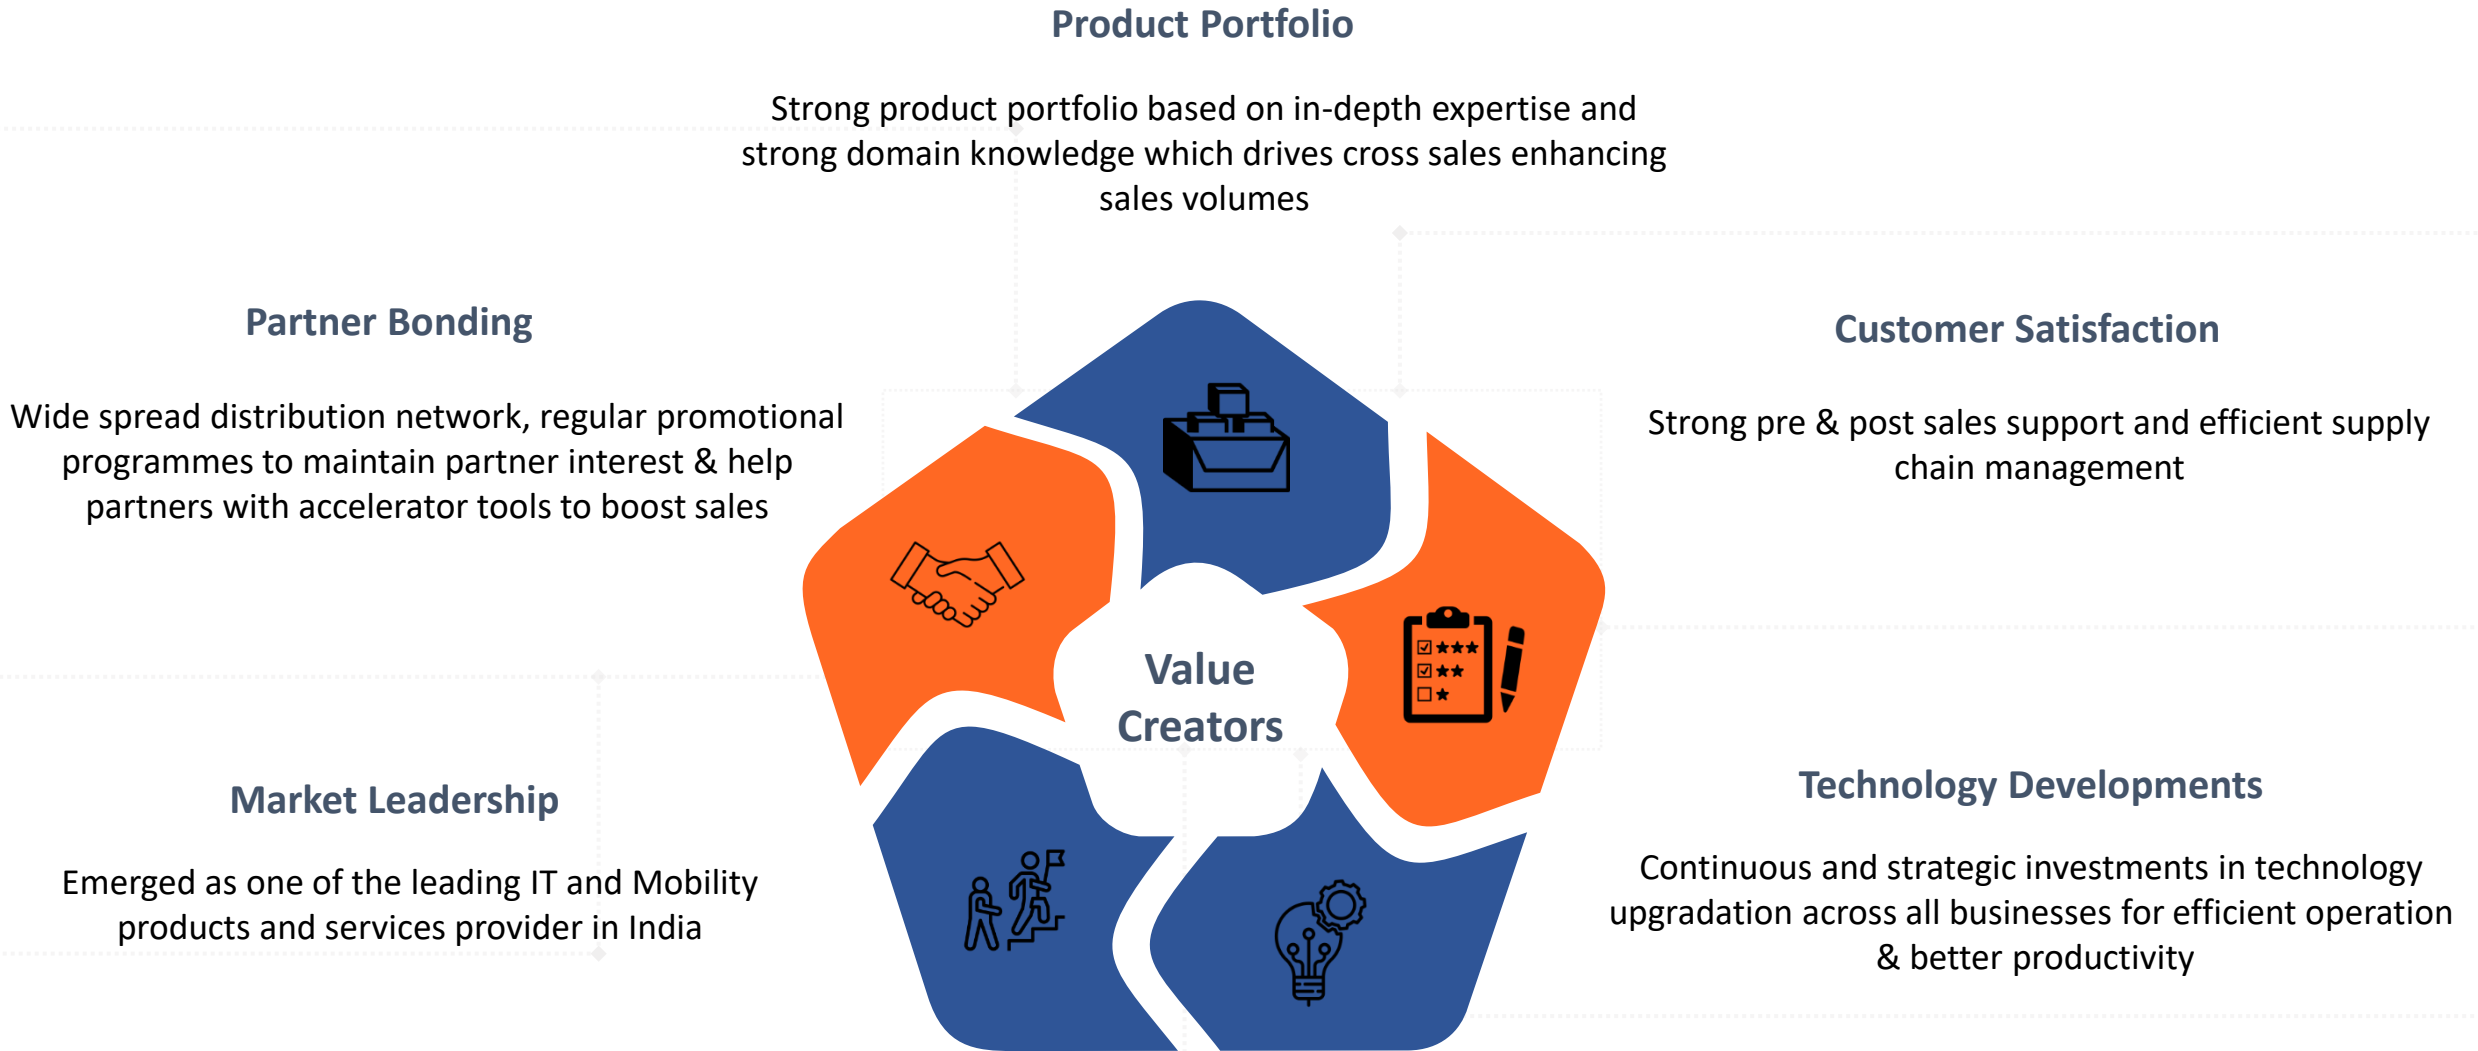 Product Portfolio
Strong product portfolio based on in-depth expertise and
strong domain knowledge which drives cross sales enhancing
sales volumes
Partner Bonding
Wide spread distribution network, regular promotional
programmes to maintain partner interest & help
partners with accelerator tools to boost sales
Customer Satisfaction
Strong pre & post sales support and efficient supply
chain management
Value
Creators
Market Leadership
Emerged as one of the leading IT and Mobility
products and services provider in India
Technology Developments
Continuous and strategic investments in technology
upgradation across all businesses for efficient operation
& better productivity